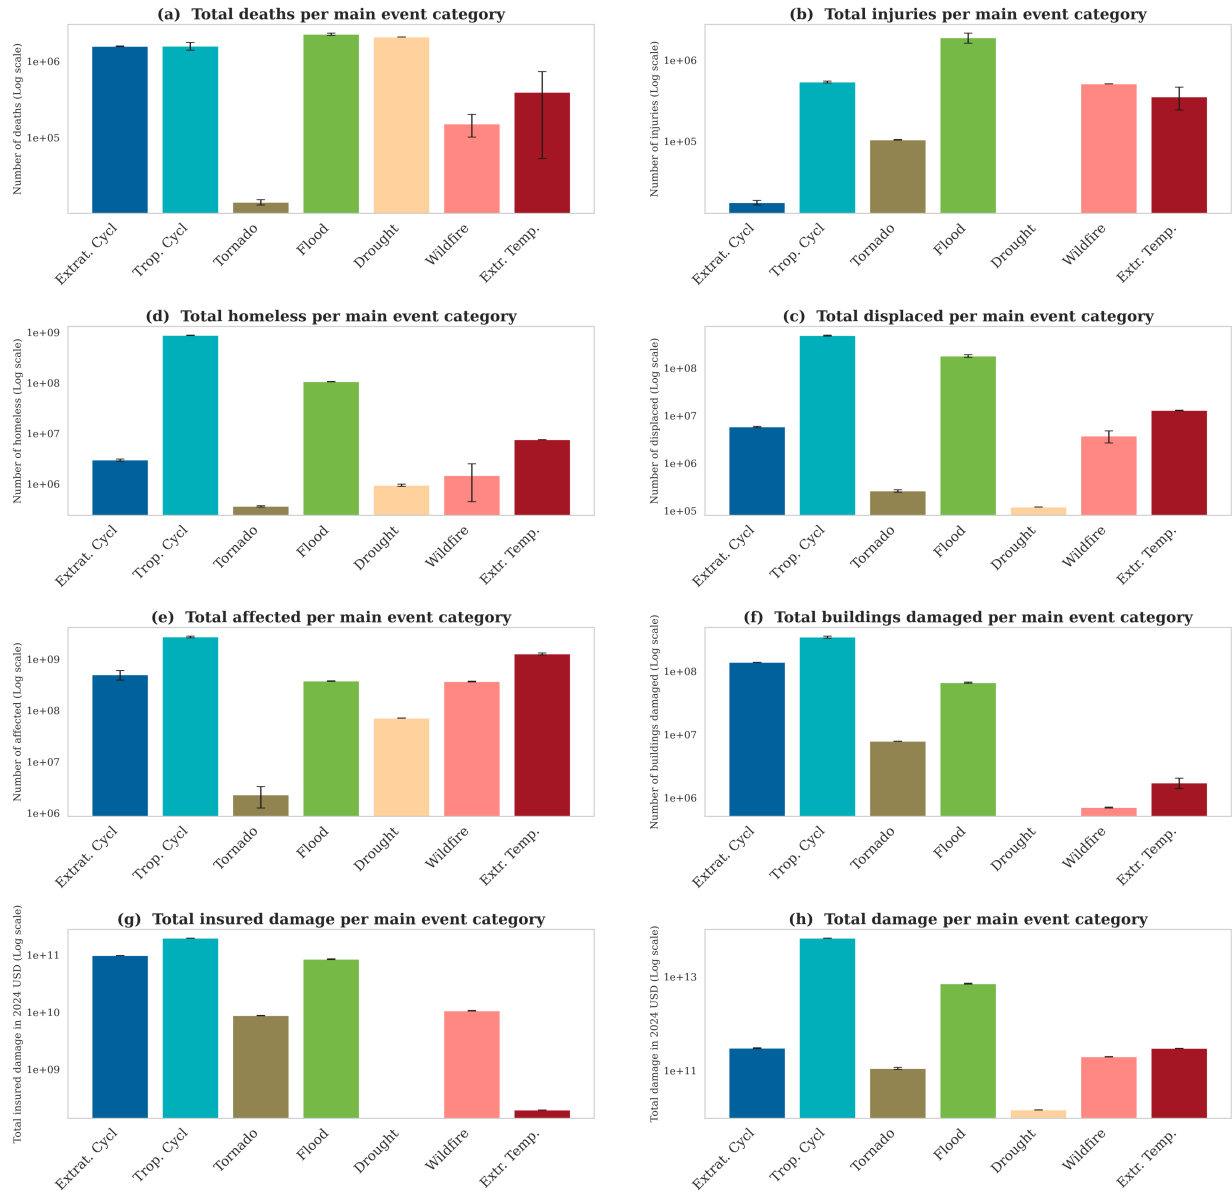 (a)  Total deaths per main event category
Number of deaths (Log scale)
1e+06
1e+05
Extrat. Cycl
Trop. Cycl
Tornado
Flood
Drought
Wildfire
Extr. Temp.
(b)  Total injuries per main event category
Number of injuries (Log scale)
1e+06
1e+05
Extrat. Cycl
Trop. Cycl
Tornado
Flood
Drought
Wildfire
Extr. Temp.
(d)  Total homeless per main event category
Number of homeless (Log scale)
1e+09
1e+08
1e+07
1e+06
Extrat. Cycl
Trop. Cycl
Tornado
Flood
Drought
Wildfire
Extr. Temp.
(c)  Total displaced per main event category
Number of displaced (Log scale)
1e+08
1e+07
1e+06
1e+05
Extrat. Cycl
Trop. Cycl
Tornado
Flood
Drought
Wildfire
Extr. Temp.
(e)  Total affected per main event category
Number of affected (Log scale)
1e+09
1e+08
1e+07
1e+06
Extrat. Cycl
Trop. Cycl
Tornado
Flood
Drought
Wildfire
Extr. Temp.
(f)  Total buildings damaged per main event category
Number of buildings damaged (Log scale)
1e+08
1e+07
1e+06
Extrat. Cycl
Trop. Cycl
Tornado
Flood
Drought
Wildfire
Extr. Temp.
(g)  Total insured damage per main event category
Total insured damage in 2024 USD (Log scale)
1e+11
1e+10
1e+09
Extrat. Cycl
Trop. Cycl
Tornado
Flood
Drought
Wildfire
Extr. Temp.
(h)  Total damage per main event category
Total damage in 2024 USD (Log scale)
1e+13
1e+11
Extrat. Cycl
Trop. Cycl
Tornado
Flood
Drought
Wildfire
Extr. Temp.